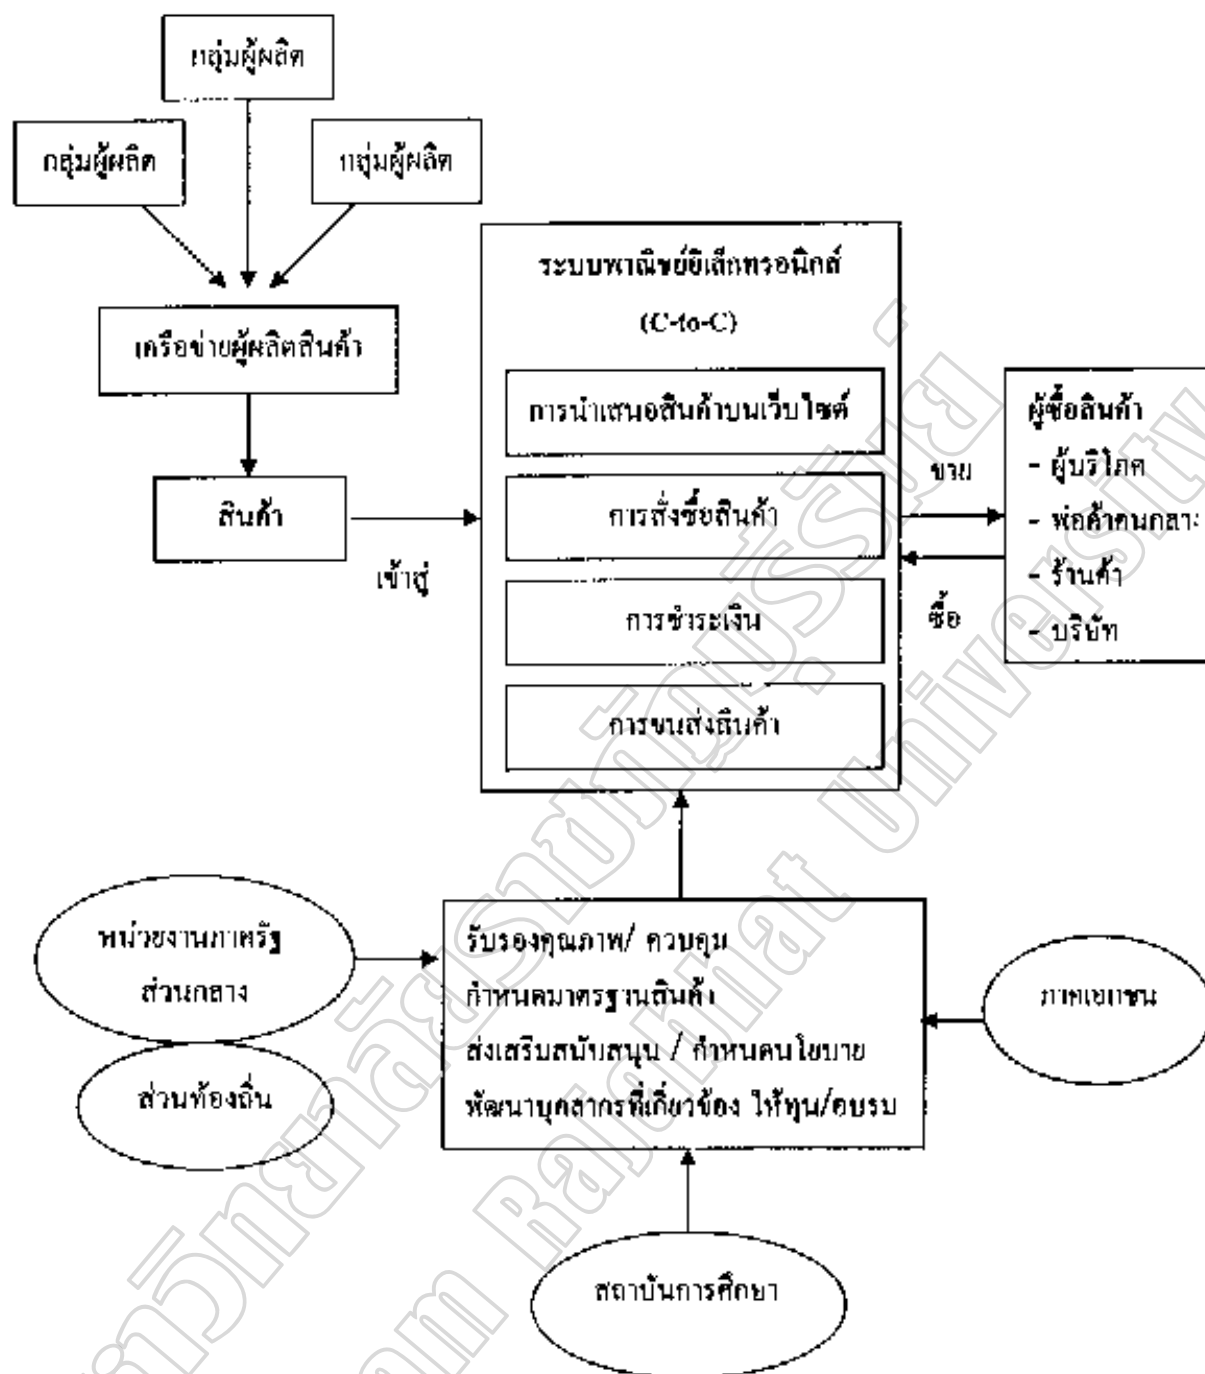 กลุ่มผู้ผลิต
กลุ่มผู้ผลิต
กลุ่มผู้ผลิต
เครือข่ายผู้ผลิตสินค้า
สินค้า
เข้าสู่
ระบบพาณิชย์อิเล็กทรอนิกส์
(C-to-C)
การนำเสนอสินค้าบนเว็บไซต์
การสั่งซื้อสินค้า
การชำระเงิน
การขนส่งสินค้า
ขาย
ซื้อ
ผู้ซื้อสินค้า
- ผู้บริโภค
- พ่อค้าคนกลาง
- ร้านค้า
- บริษัท
หน่วยงานภาครัฐ
ส่วนกลาง
ส่วนท้องถิ่น
รับรองคุณภาพ/ ควบคุม
กำหนดมาตรฐานสินค้า
ส่งเสริมสนับสนุน / กำหนดนโยบาย
พัฒนาบุคลากรที่เกี่ยวข้อง ให้ทุน/อบรม
ภาคเอกชน
สถาบันการศึกษา
Rajabhat University